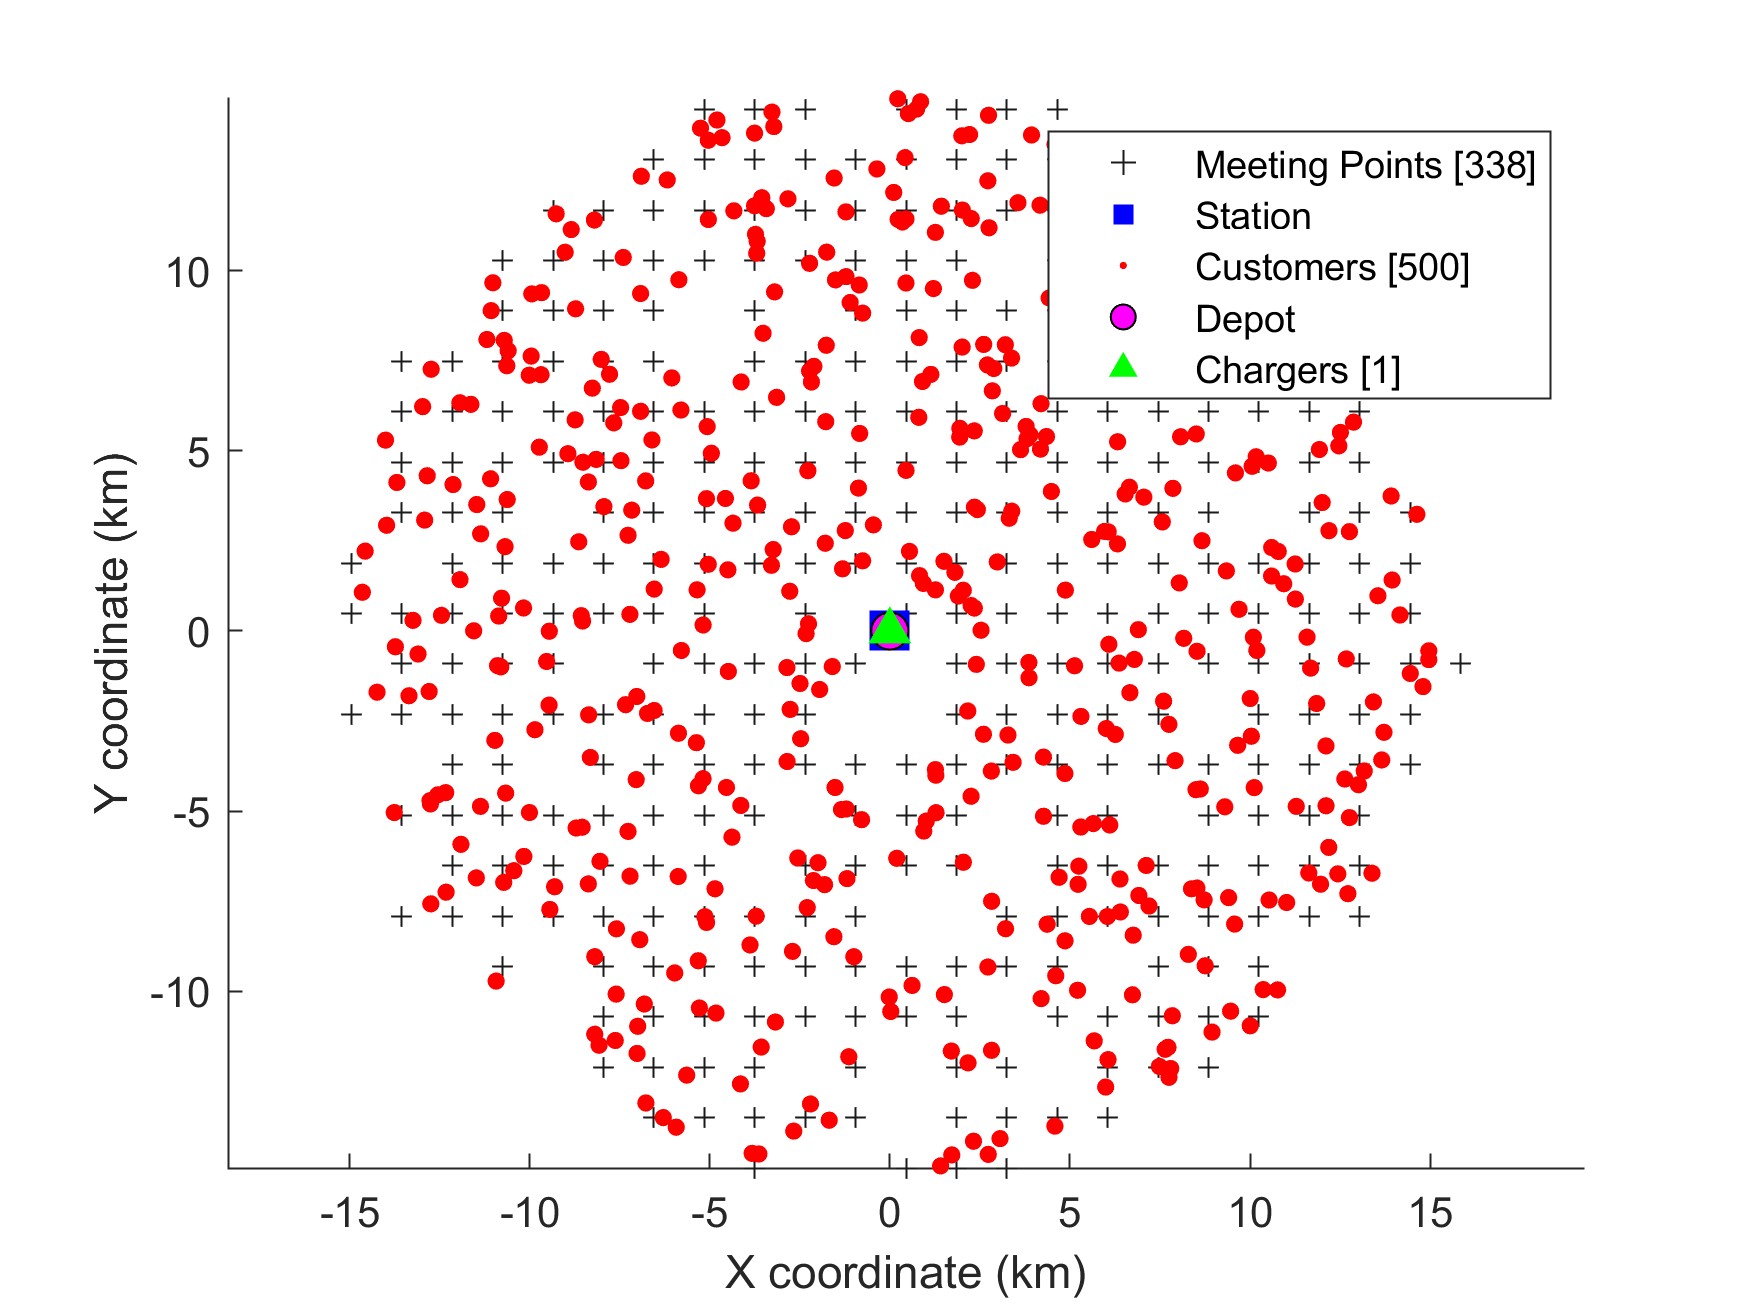 Meeting Points [338]
Station
Customers [500]
Depot
Chargers [1]
10
5
0
-5
-10
Y coordinate (km)
-15 -10 -5 0 5 10 15
X coordinate (km)